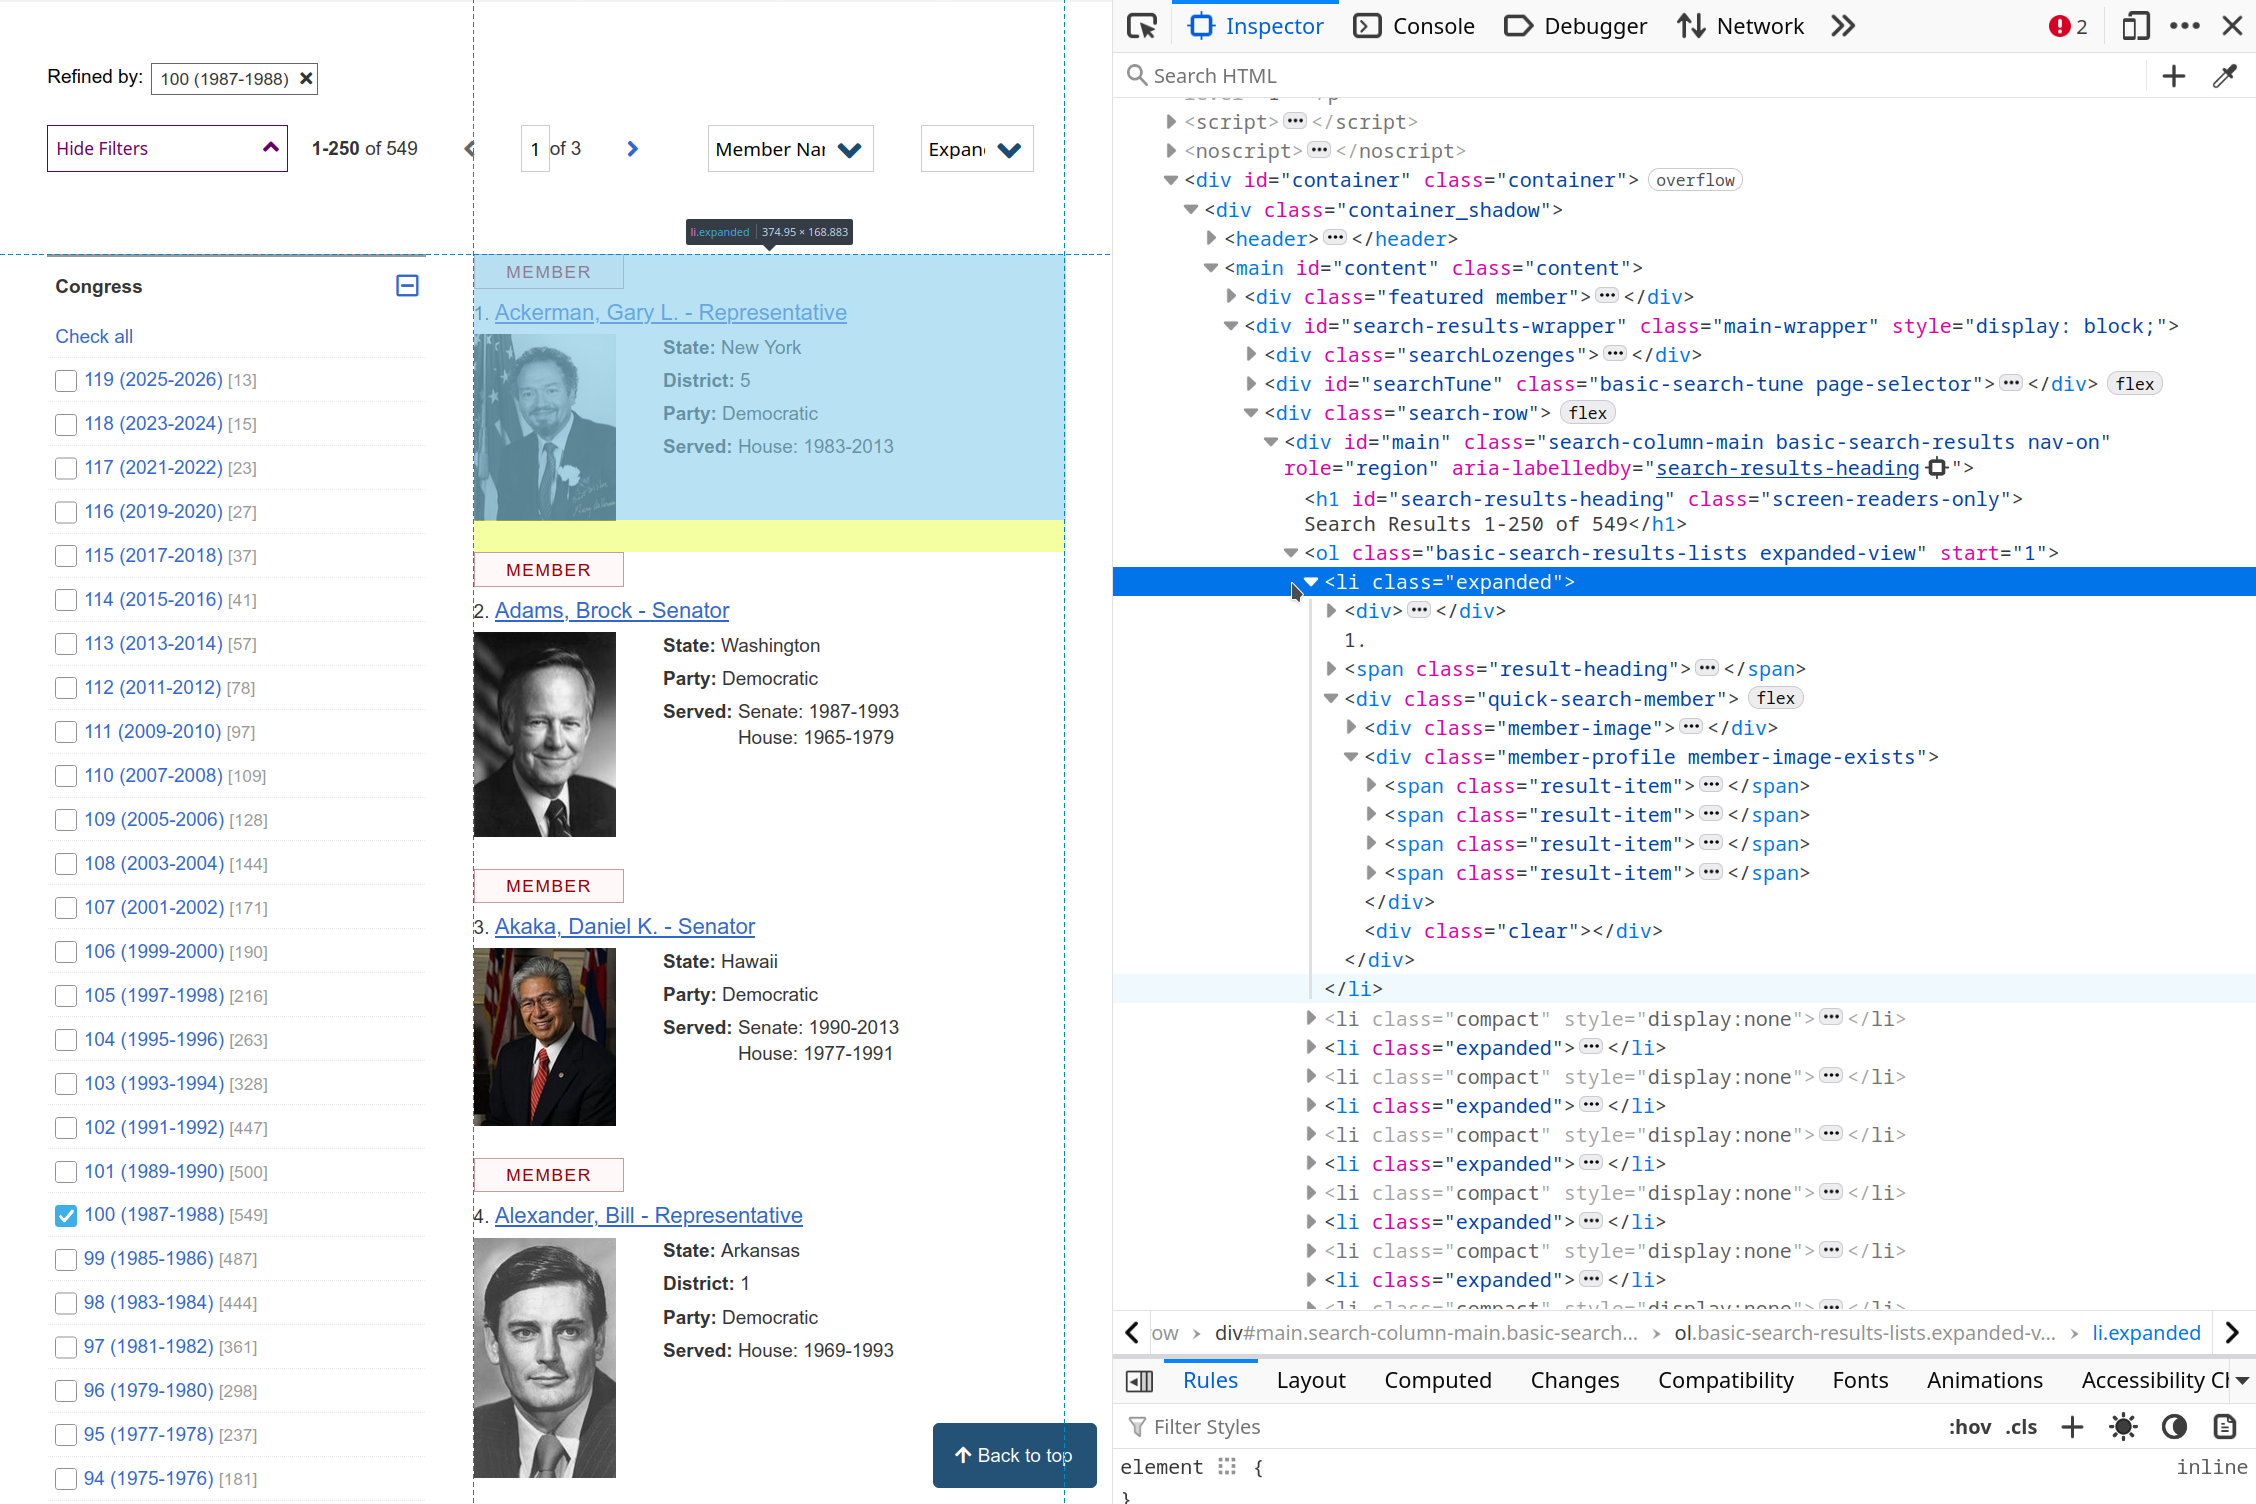 Refined by: 100 (1987-1988) ×
Hide Filters
1-250 of 549
1 of 3
Member Nar
Expan
li.expanded | 374.95 × 168.883
Congress
Check all
119 (2025-2026) [13]
118 (2023-2024) [15]
117 (2021-2022) [23]
116 (2019-2020) [27]
115 (2017-2018) [37]
114 (2015-2016) [41]
113 (2013-2014) [57]
112 (2011-2012) [78]
111 (2009-2010) [97]
110 (2007-2008) [109]
109 (2005-2006) [128]
108 (2003-2004) [144]
107 (2001-2002) [171]
106 (1999-2000) [190]
105 (1997-1998) [216]
104 (1995-1996) [263]
103 (1993-1994) [328]
102 (1991-1992) [447]
101 (1989-1990) [500]
100 (1987-1988) [549]
99 (1985-1986) [487]
98 (1983-1984) [444]
97 (1981-1982) [361]
96 (1979-1980) [298]
95 (1977-1978) [237]
94 (1975-1976) [181]
MEMBER
1. Ackerman, Gary L. - Representative
State: New York
District: 5
Party: Democratic
Served: House: 1983-2013
MEMBER
2. Adams, Brock - Senator
State: Washington
Party: Democratic
Served: Senate: 1987-1993
House: 1965-1979
MEMBER
3. Akaka, Daniel K. - Senator
State: Hawaii
Party: Democratic
Served: Senate: 1990-2013
House: 1977-1991
MEMBER
4. Alexander, Bill - Representative
State: Arkansas
District: 1
Party: Democratic
Served: House: 1969-1993
Back to top
Inspector
Console
Debugger
Network
2
Search HTML
<script>···</script>
<noscript>···</noscript>
<div id="container" class="container"> overflow
<div class="container_shadow">
<header>···</header>
<main id="content" class="content">
<div class="featured member">···</div>
<div id="search-results-wrapper" class="main-wrapper" style="display: block;">
<div class="searchLozenges">···</div>
<div id="searchTune" class="basic-search-tune page-selector">···</div> flex
<div class="search-row"> flex
<div id="main" class="search-column-main basic-search-results nav-on"
role="region" aria-labelledby="search-results-heading">
<h1 id="search-results-heading" class="screen-readers-only">
Search Results 1-250 of 549</h1>
<ol class="basic-search-results-lists expanded-view" start="1">
<li class="expanded">
<div>···</div>
1.
<span class="result-heading">···</span>
<div class="quick-search-member"> flex
<div class="member-image">···</div>
<div class="member-profile member-image-exists">
<span class="result-item">···</span>
<span class="result-item">···</span>
<span class="result-item">···</span>
<span class="result-item">···</span>
</div>
<div class="clear"></div>
</div>
</li>
<li class="compact" style="display:none">···</li>
<li class="expanded">···</li>
<li class="compact" style="display:none">···</li>
<li class="expanded">···</li>
<li class="compact" style="display:none">···</li>
<li class="expanded">···</li>
<li class="compact" style="display:none">···</li>
<li class="expanded">···</li>
<li class="compact" style="display:none">···</li>
<li class="expanded">···</li>
<li class="compact" style="display:none">···</li>
ow > div#main.search-column-main.basic-search... > ol.basic-search-results-lists.expanded-v... > li.expanded
Rules
Layout
Computed
Changes
Compatibility
Fonts
Animations
Accessibility Ch
Filter Styles
:hov .cls
element { inline
}